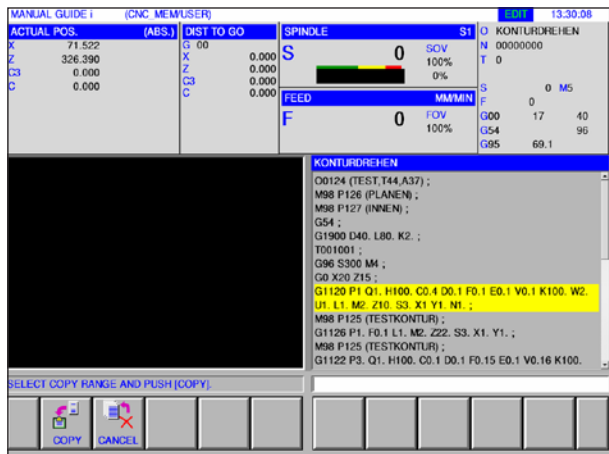 MANUAL GUIDE i (CNC_MEM/USER) EDIT 13:30:08
ACTUAL POS. (ABS.)
X 71.522
Z 326.390
C3 0.000
C 0.000
DIST TO GO
G 00
X 0.000
Z 0.000
C3 0.000
C 0.000
SPINDLE S1
S 0 SOV
100%
0%
FEED MM/MIN
F 0 FOV
100%
O KONTURDREHEN
N 00000000
T 0
S 0 M5
F 0
G00 17 40
G54 96
G95 69.1
KONTURDREHEN
O0124 (TEST,T44,A37) ;
M98 P126 (PLANEN) ;
M98 P127 (INNEN) ;
G54 ;
G1900 D40. L80. K2. ;
T001001 ;
G96 S300 M4 ;
G0 X20 Z15 ;
G1120 P1 Q1. H100. C0.4 D0.1 F0.1 E0.1 V0.1 K100. W2.
U1. L1. M2. Z10. S3. X1 Y1. N1. ;
M98 P125 (TESTKONTUR) ;
G1126 P1. F0.1 L1. M2. Z22. S3. X1. Y1. ;
M98 P125 (TESTKONTUR) ;
G1122 P3. Q1. H100. C0.1 D0.1 F0.15 E0.1 V0.16 K100.
SELECT COPY RANGE AND PUSH [COPY].
COPY CANCEL